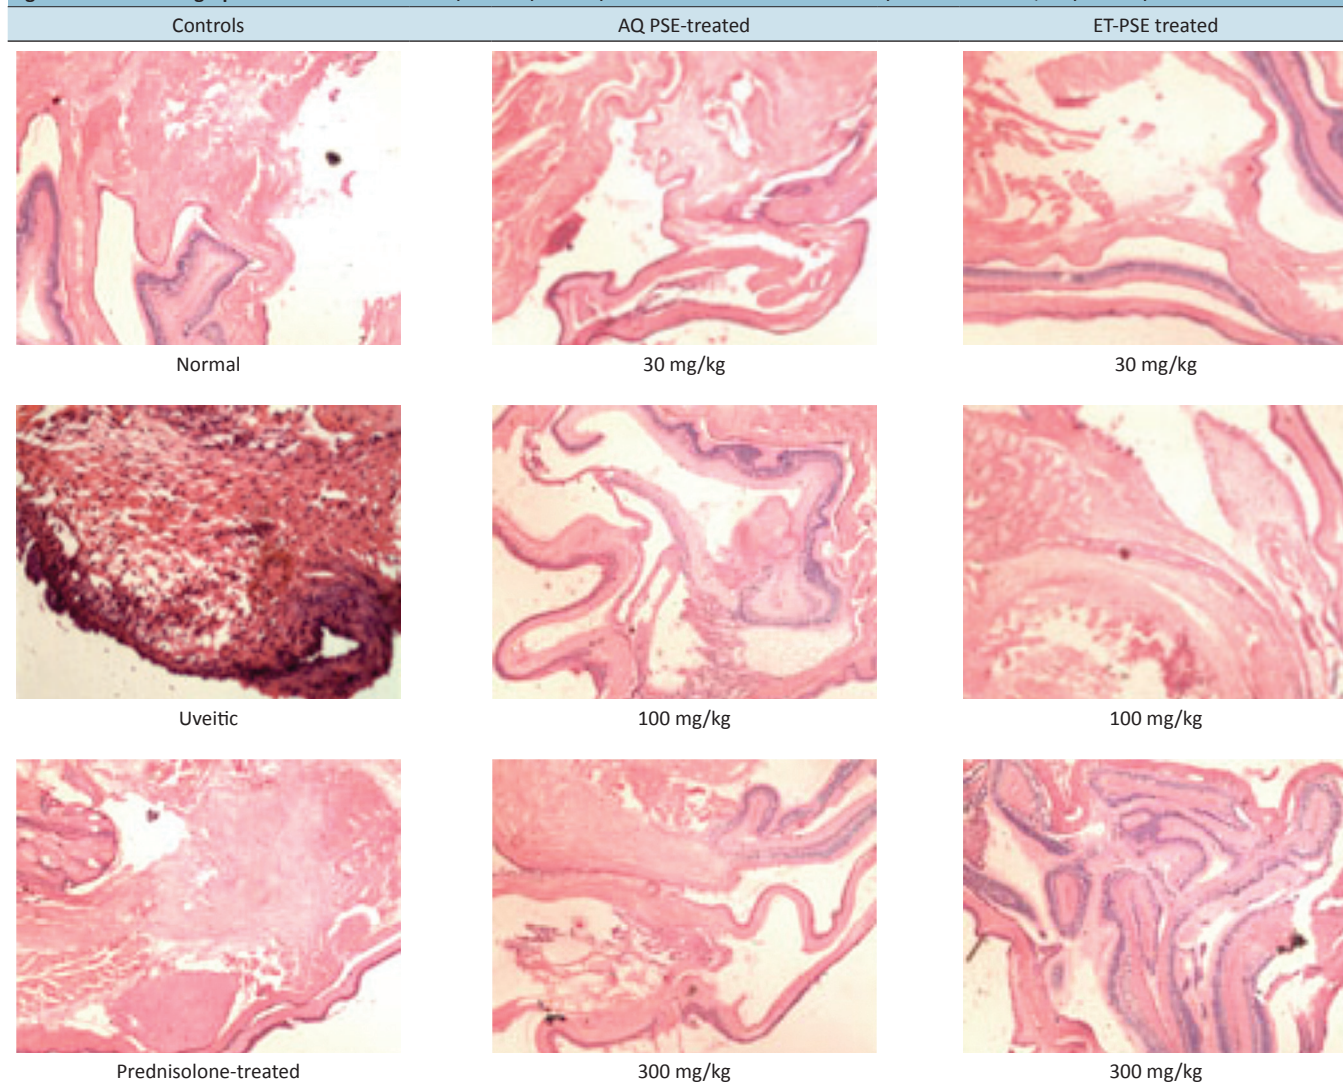 Controls AQ PSE-treated ET-PSE treated
Normal 30 mg/kg 30 mg/kg
Uveitic 100 mg/kg 100 mg/kg
Prednisolone-treated 300 mg/kg 300 mg/kg